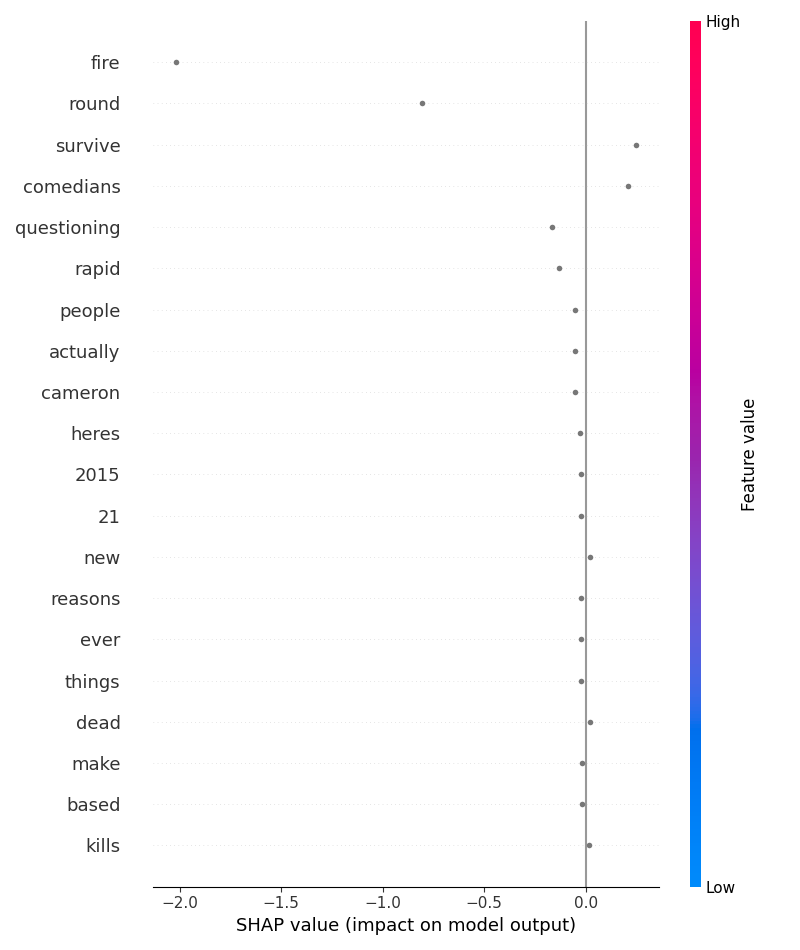 High
fire
round
survive
comedians
questioning
rapid
people
actually
cameron
heres
2015
21
new
reasons
ever
things
dead
make
based
kills
Feature value
Low
−2.0 −1.5 −1.0 −0.5 0.0
SHAP value (impact on model output)